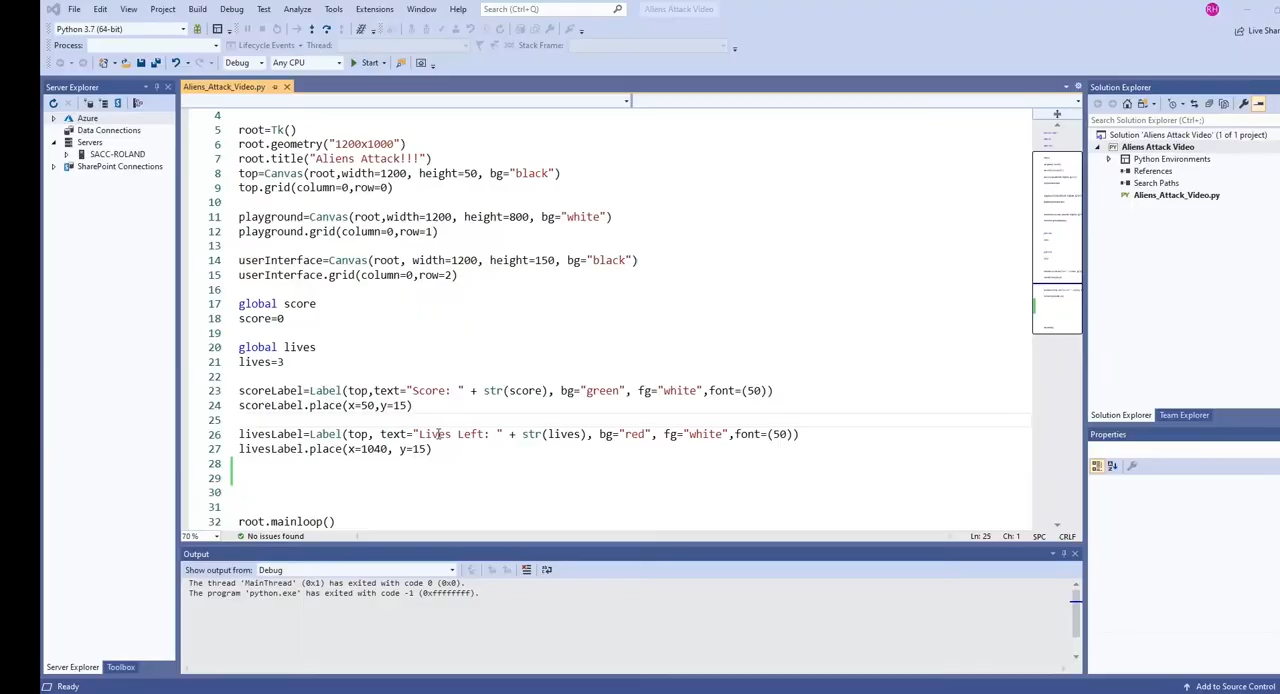 File Edit View Project Build Debug Test Analyze Tools Extensions Window Help Search (Ctrl+Q) Aliens Attack Video RH
Live Shar
Python 3.7 (64-bit)
Process: Lifecycle Events Thread: Stack Frame:
Debug Any CPU Start
Server Explorer
Azure
Data Connections
Servers
SACC-ROLAND
SharePoint Connections
Server Explorer Toolbox
Aliens_Attack_Video.py
4
5 root=Tk()
6 root.geometry("1200x1000")
7 root.title("Aliens Attack!!!")
8 top=Canvas(root,width=1200, height=50, bg="black")
9 top.grid(column=0,row=0)
10
11 playground=Canvas(root,width=1200, height=800, bg="white")
12 playground.grid(column=0,row=1)
13
14 userInterface=Canvas(root, width=1200, height=150, bg="black")
15 userInterface.grid(column=0,row=2)
16
17 global score
18 score=0
19
20 global lives
21 lives=3
22
23 scoreLabel=Label(top,text="Score: " + str(score), bg="green", fg="white",font=(50))
24 scoreLabel.place(x=50,y=15)
25
26 livesLabel=Label(top, text="Lives Left: " + str(lives), bg="red", fg="white",font=(50))
27 livesLabel.place(x=1040, y=15)
28
29
30
31
32 root.mainloop()
70 % No issues found Ln: 25 Ch: 1 SPC CRLF
Output
Show output from: Debug
The thread 'MainThread' (0x1) has exited with code 0 (0x0).
The program 'python.exe' has exited with code -1 (0xffffffff).
Solution Explorer
Search Solution Explorer (Ctrl+;)
Solution 'Aliens Attack Video' (1 of 1 project)
Aliens Attack Video
Python Environments
References
Search Paths
Aliens_Attack_Video.py
Solution Explorer Team Explorer
Properties
Ready
Add to Source Control